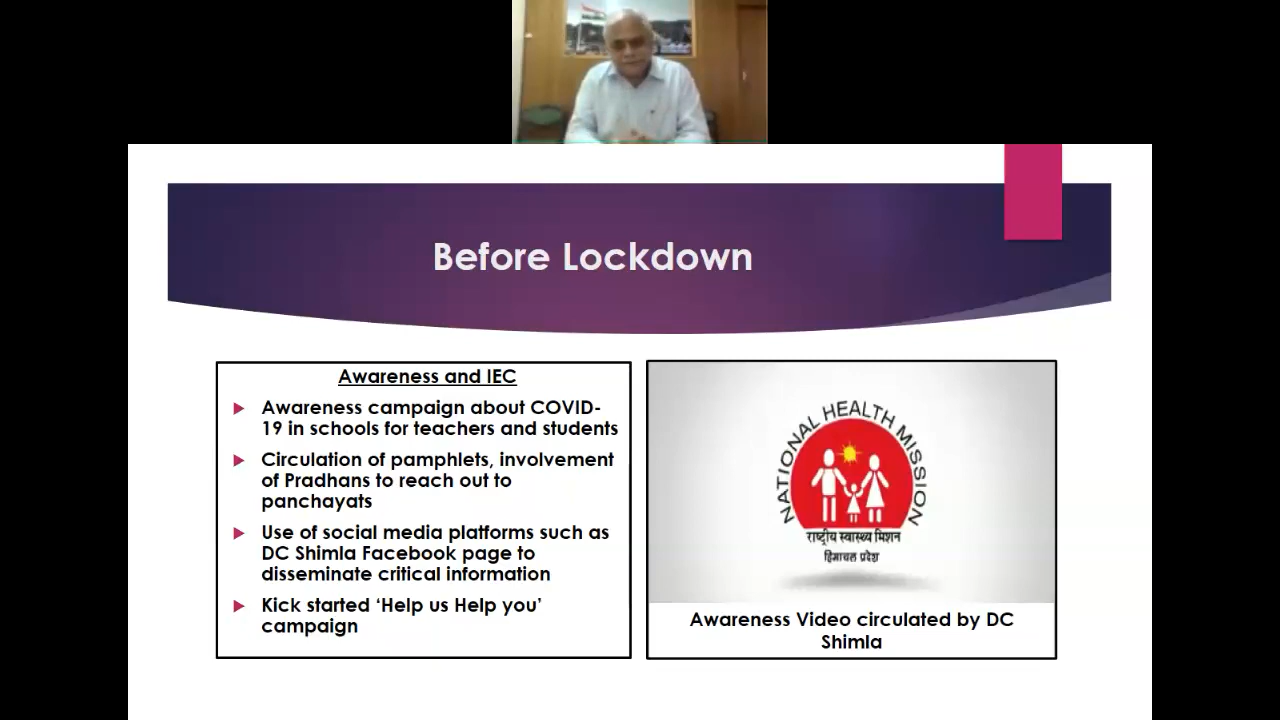 Before Lockdown
Awareness and IEC
Awareness campaign about COVID-
19 in schools for teachers and students
Circulation of pamphlets, involvement
of Pradhans to reach out to
panchayats
Use of social media platforms such as
DC Shimla Facebook page to
disseminate critical information
Kick started ‘Help us Help you’
campaign
NATIONAL HEALTH MISSION
राष्ट्रीय स्वास्थ्य मिशन
हिमाचल प्रदेश
Awareness Video circulated by DC
Shimla